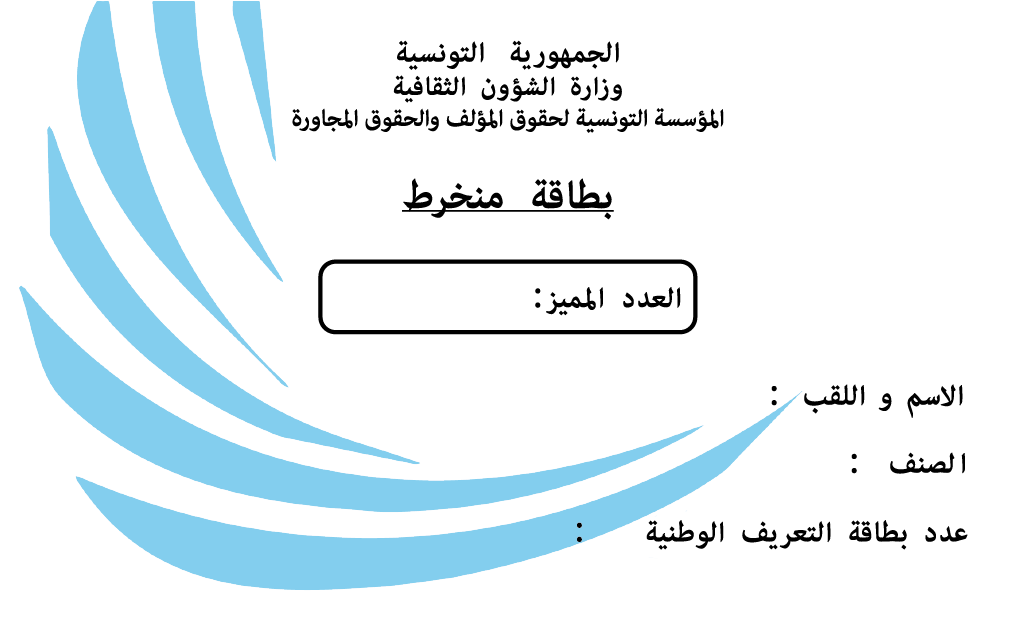 الجمهورية التونسية
وزارة الشؤون الثقافية
المؤسسة التونسية لحقوق المؤلف والحقوق المجاورة
بطاقة منخرط
العدد المميز:
الاسم و اللقب :
الصنف :
عدد بطاقة التعريف الوطنية :